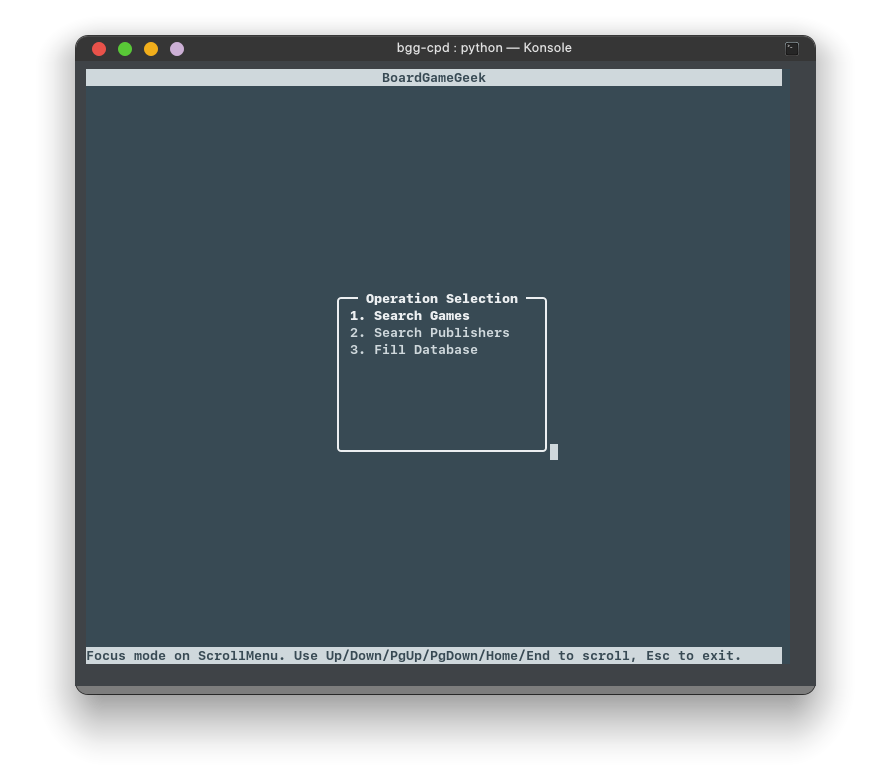 bgg-cpd : python — Konsole
BoardGameGeek
Operation Selection
1. Search Games
2. Search Publishers
3. Fill Database
Focus mode on ScrollMenu. Use Up/Down/PgUp/PgDown/Home/End to scroll, Esc to exit.